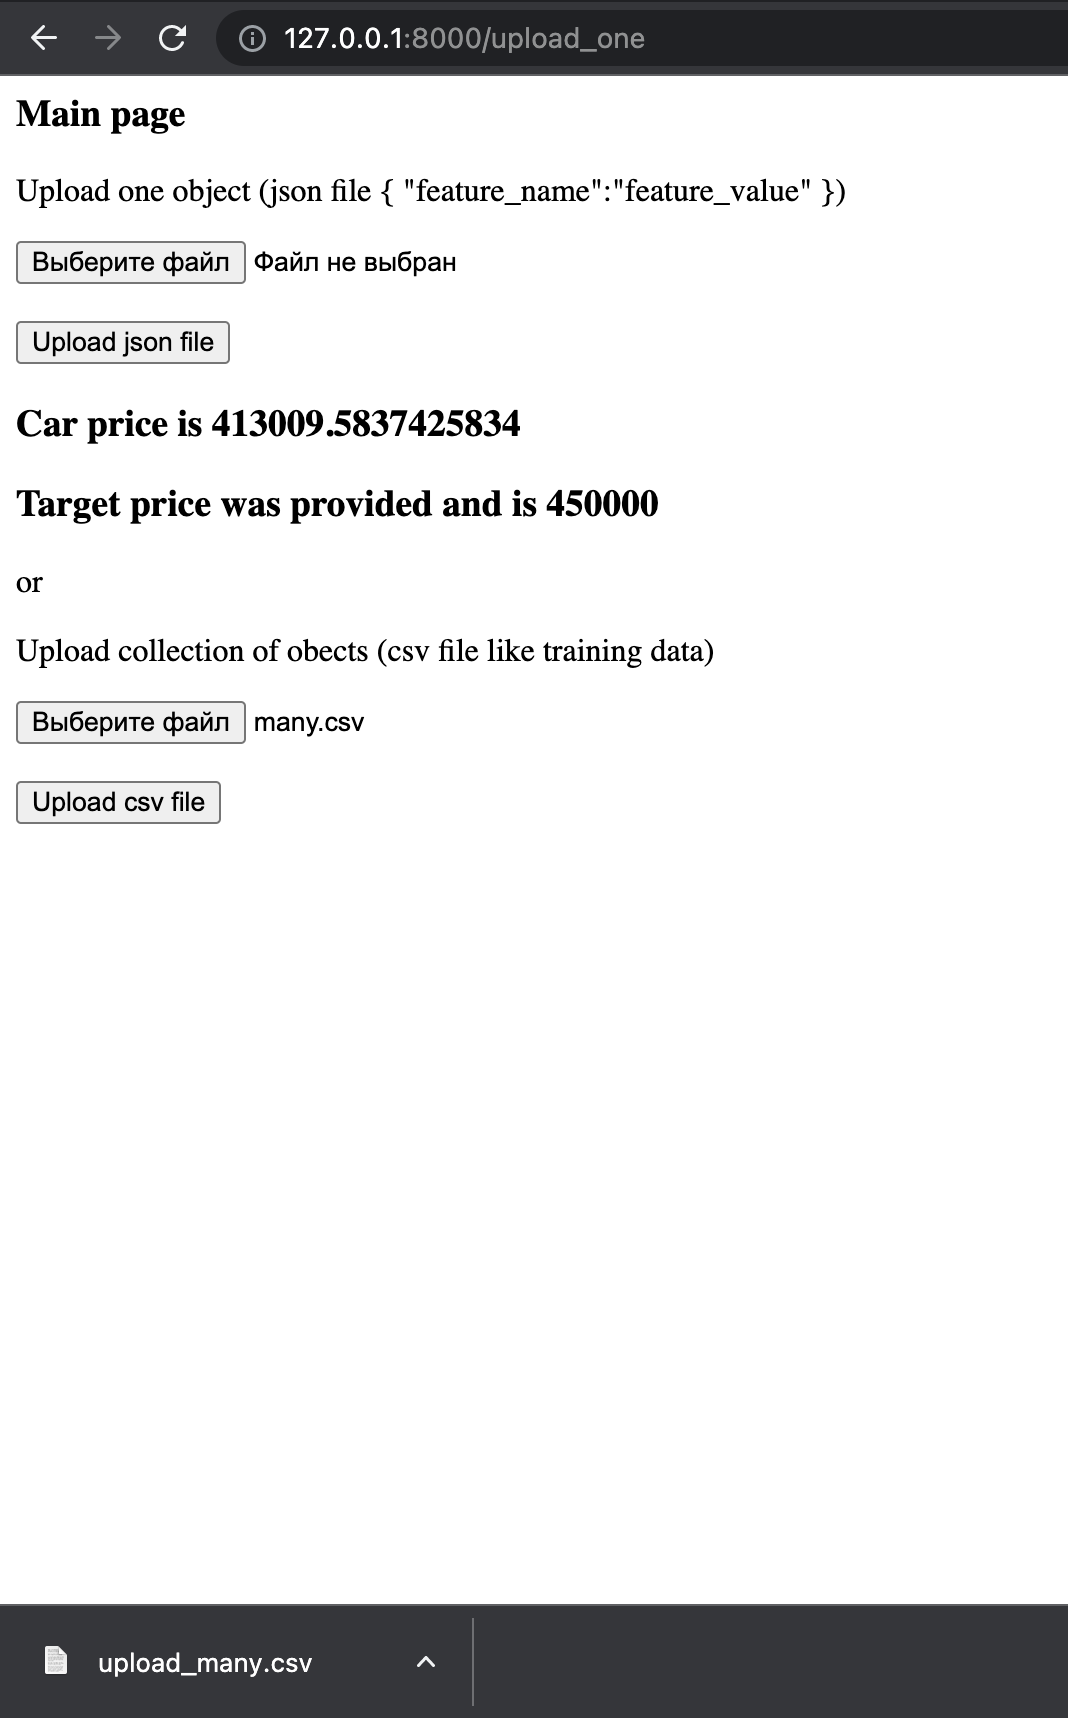 127.0.0.1:8000/upload_one
Main page
Upload one object (json file { "feature_name":"feature_value" })
Выберите файл Файл не выбран
Upload json file
Car price is 413009.5837425834
Target price was provided and is 450000
or
Upload collection of obects (csv file like training data)
Выберите файл many.csv
Upload csv file
upload_many.csv